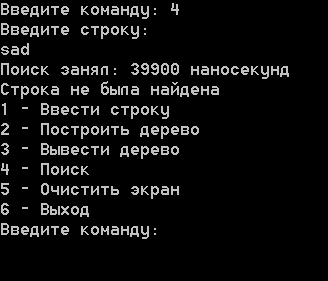 Введите команду: 4
Введите строку:
sad
Поиск занял: 39900 наносекунд
Строка не была найдена
1 - Ввести строку
2 - Построить дерево
3 - Вывести дерево
4 - Поиск
5 - Очистить экран
6 - Выход
Введите команду: